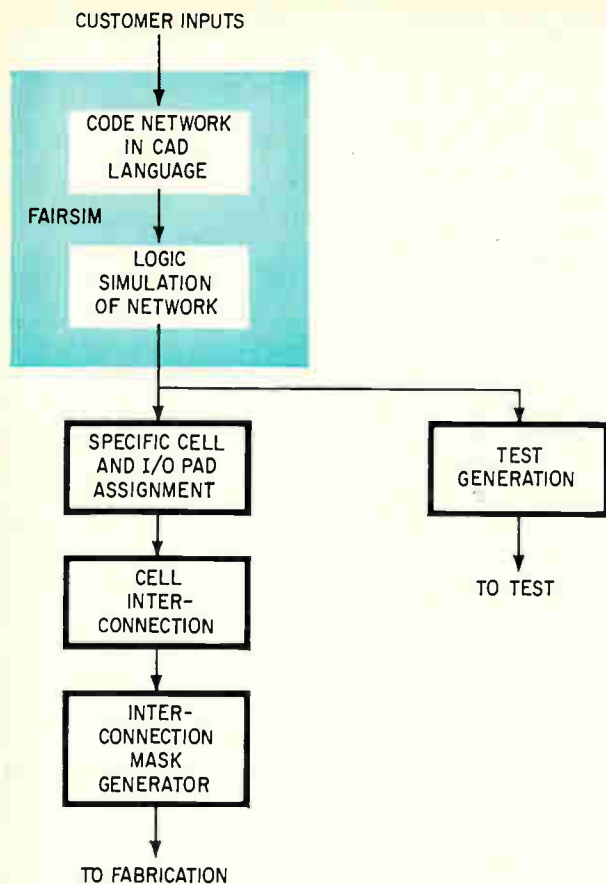 CUSTOMER INPUTS
CODE NETWORK
IN CAD
LANGUAGE
FAIRSIM
LOGIC
SIMULATION
OF NETWORK
SPECIFIC CELL
AND I/O PAD
ASSIGNMENT
TEST
GENERATION
TO TEST
CELL
INTER-
CONNECTION
INTER-
CONNECTION
MASK
GENERATOR
TO FABRICATION